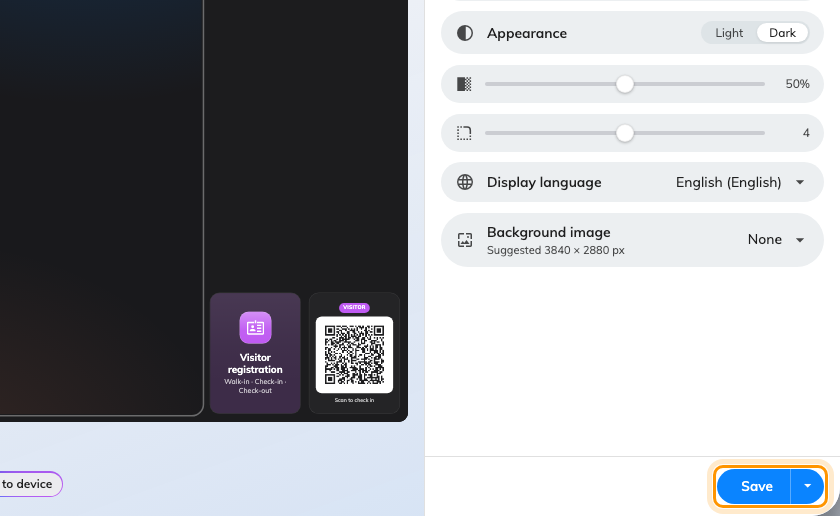 Appearance
Light
Dark
50%
4
Display language
English (English)
Background image
Suggested 3840 × 2880 px
None
VISITOR
Visitor
registration
Walk-in · Check-in ·
Check-out
Scan to check in
to device
Save